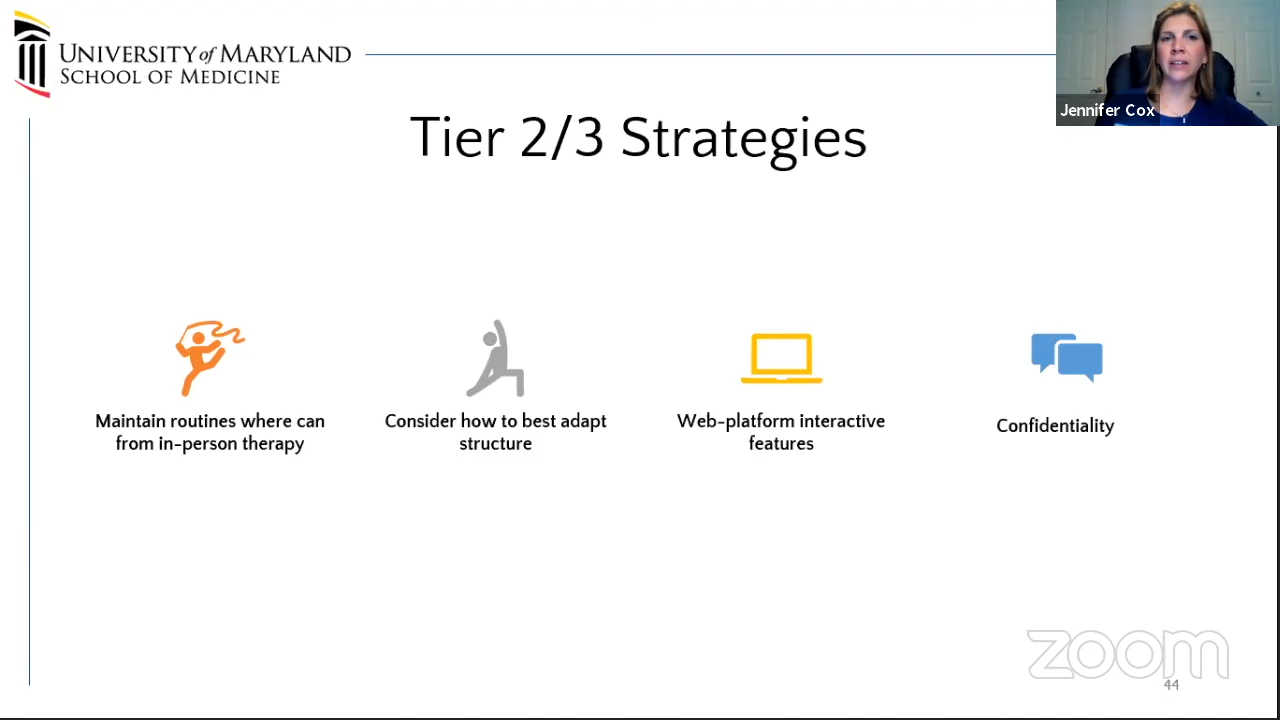 UNIVERSITY of MARYLAND
SCHOOL OF MEDICINE
Jennifer Cox
Tier 2/3 Strategies
Maintain routines where can
from in-person therapy
Consider how to best adapt
structure
Web-platform interactive
features
Confidentiality
zoom
44